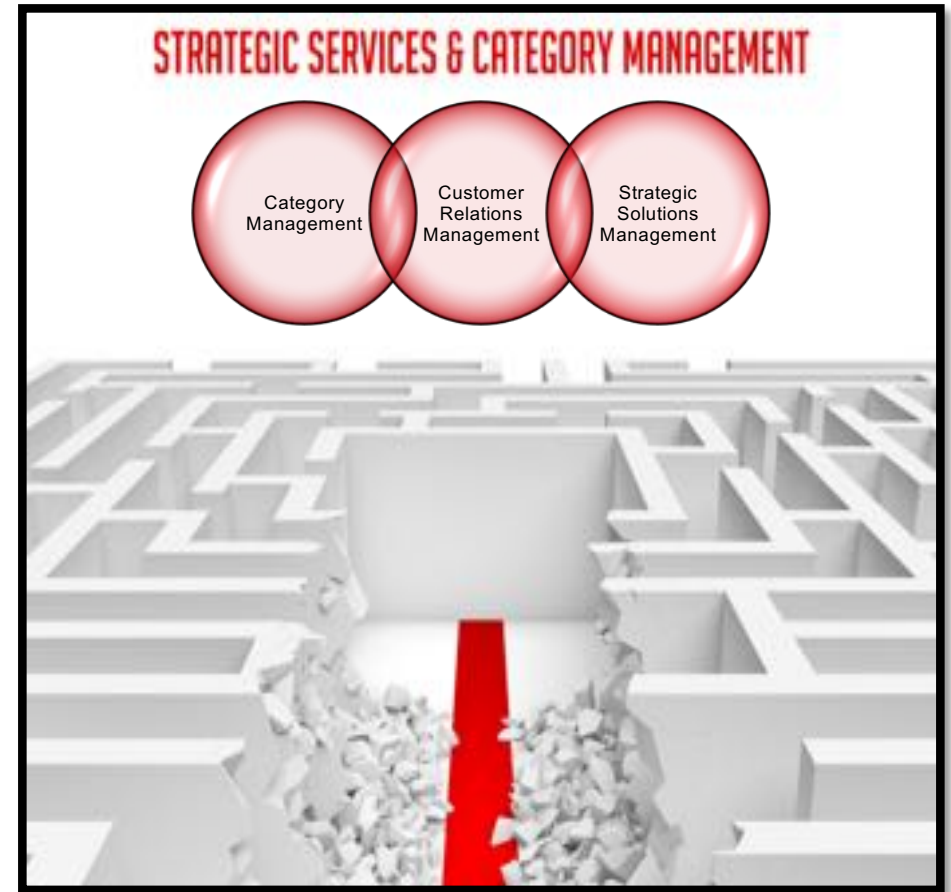 STRATEGIC SERVICES & CATEGORY MANAGEMENT
Category
Management
Customer
Relations
Management
Strategic
Solutions
Management